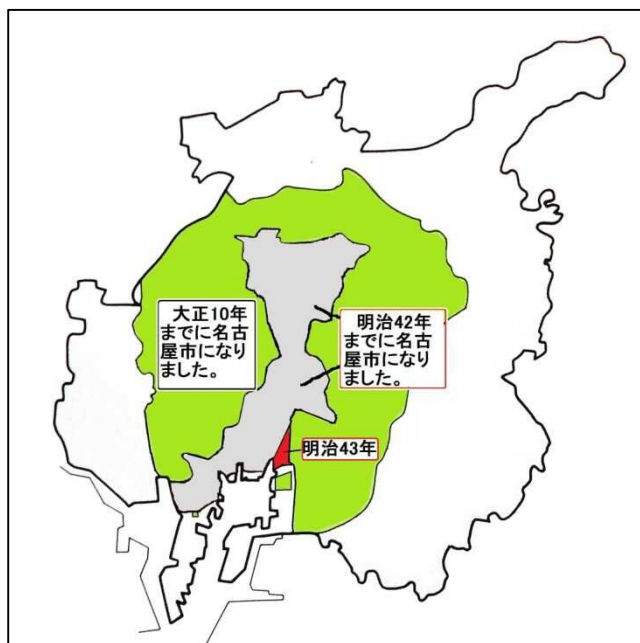 大正10年
までに名古
屋市になり
ました。
明治42年
までに名古
屋市になり
ました。
明治43年